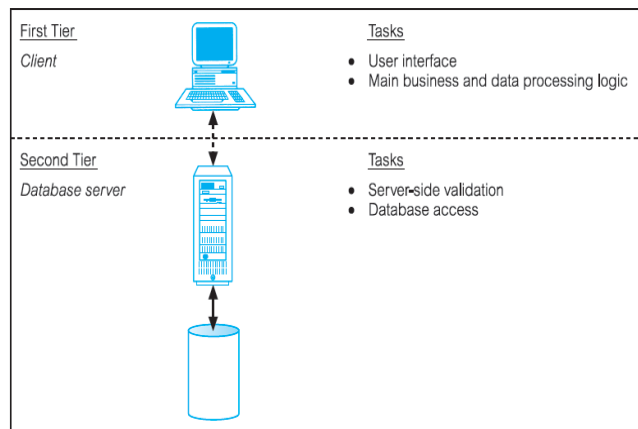 First Tier
Tasks
Client
• User interface
• Main business and data processing logic
Second Tier
Tasks
Database server
• Server-side validation
• Database access